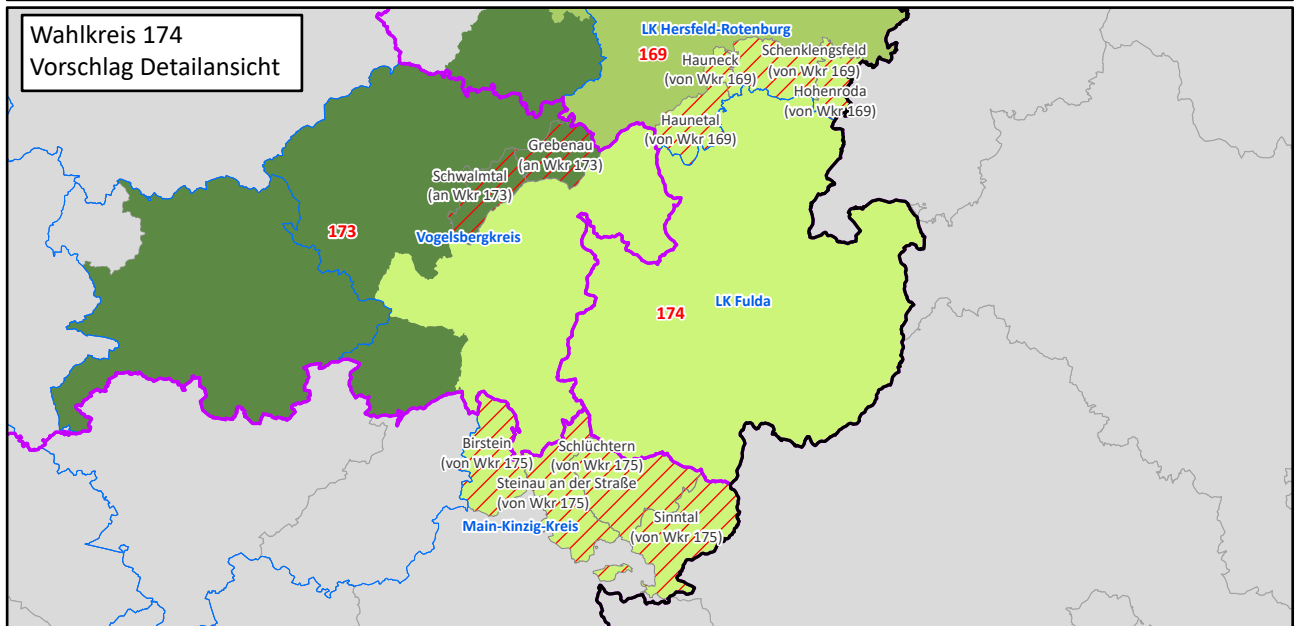 Wahlkreis 174
Vorschlag Detailansicht
LK Hersfeld-Rotenburg
169
Hauneck
(von Wkr 169)
Schenklengsfeld
(von Wkr 169)
Hohenroda
(von Wkr 169)
Haunetal
(von Wkr 169)
Grebenau
(an Wkr 173)
Schwalmtal
(an Wkr 173)
173
Vogelsbergkreis
174
LK Fulda
Birstein
(von Wkr 175)
Schlüchtern
(von Wkr 175)
Steinau an der Straße
(von Wkr 175)
Main-Kinzig-Kreis
Sinntal
(von Wkr 175)